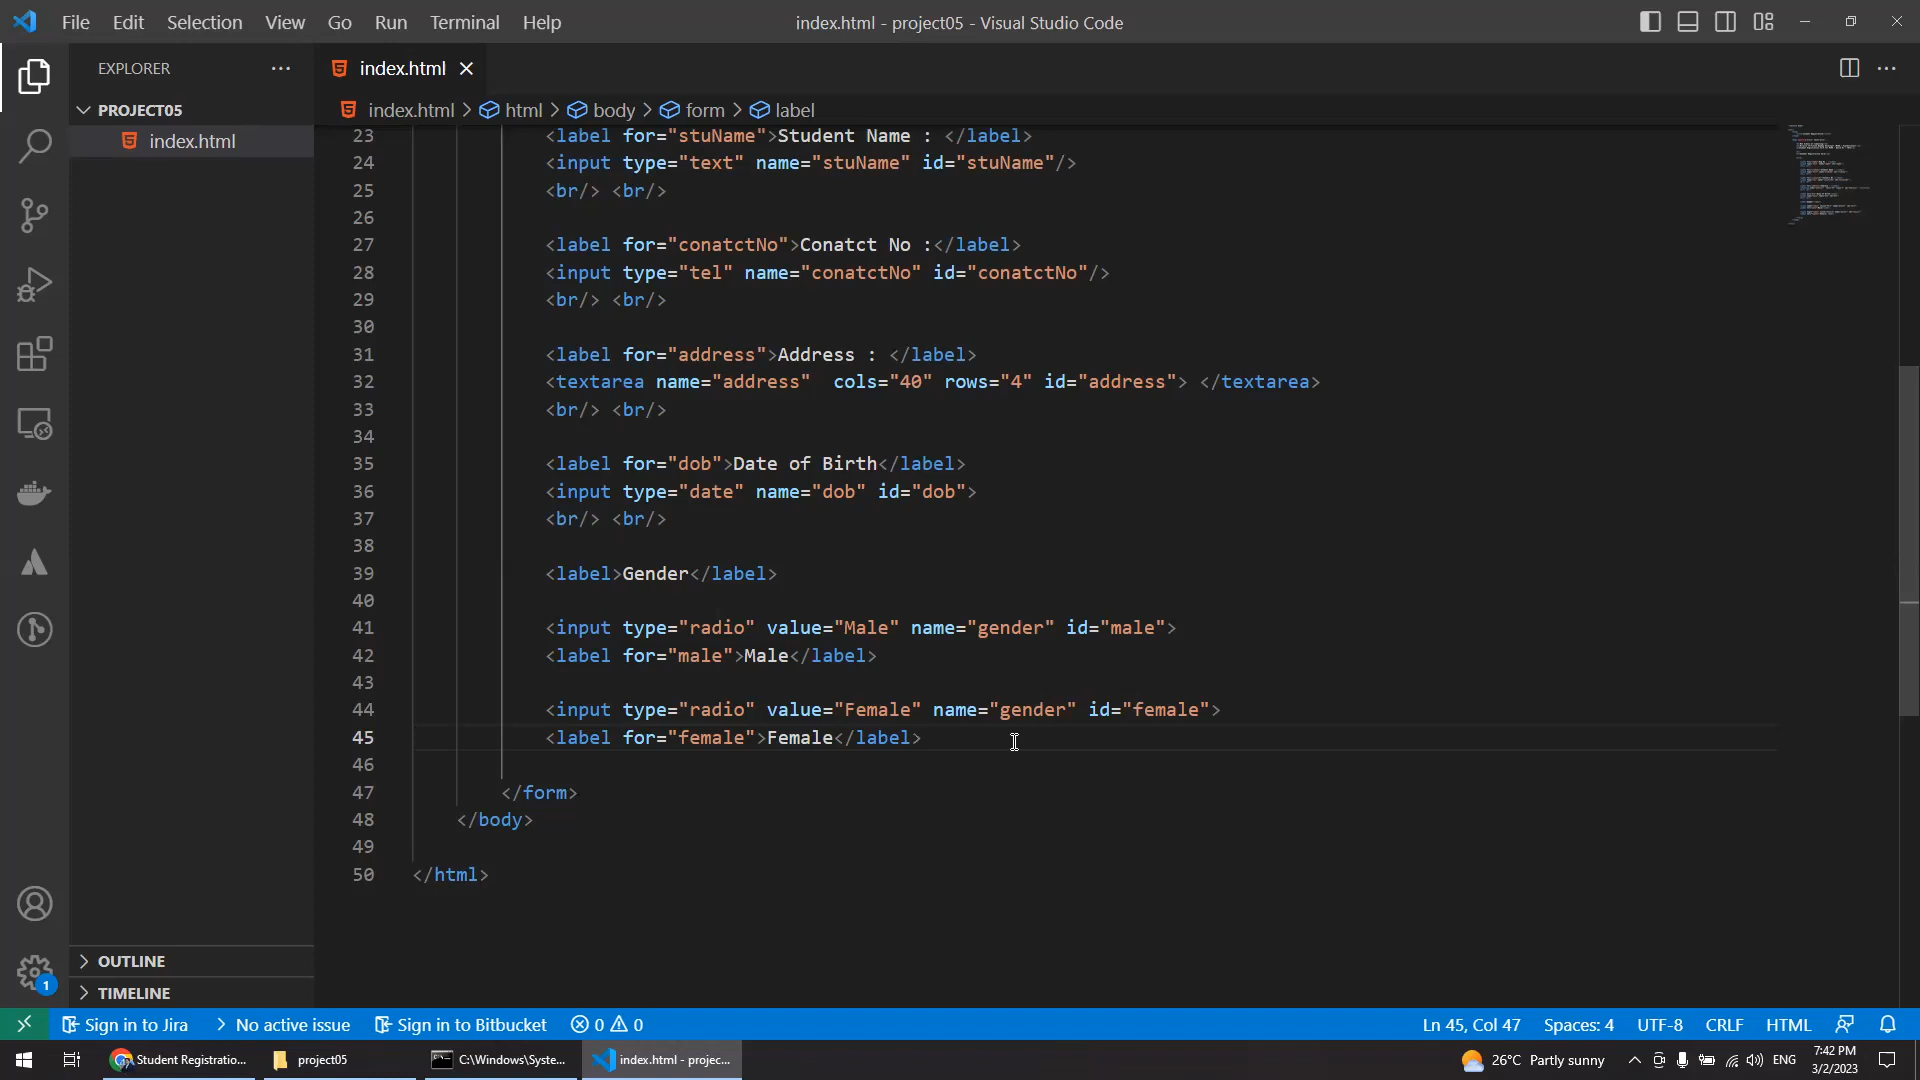 File Edit Selection View Go Run Terminal Help
index.html - project05 - Visual Studio Code
EXPLORER
index.html
PROJECT05
index.html > html > body > form > label
index.html
23 <label for="stuName">Student Name : </label>
24 <input type="text" name="stuName" id="stuName"/>
25 <br/> <br/>
26
27 <label for="conatctNo">Conatct No :</label>
28 <input type="tel" name="conatctNo" id="conatctNo"/>
29 <br/> <br/>
30
31 <label for="address">Address : </label>
32 <textarea name="address"  cols="40" rows="4" id="address"> </textarea>
33 <br/> <br/>
34
35 <label for="dob">Date of Birth</label>
36 <input type="date" name="dob" id="dob">
37 <br/> <br/>
38
39 <label>Gender</label>
40
41 <input type="radio" value="Male" name="gender" id="male">
42 <label for="male">Male</label>
43
44 <input type="radio" value="Female" name="gender" id="female">
45 <label for="female">Female</label>
46
47 </form>
48 </body>
49
50 </html>
OUTLINE
TIMELINE
1
Sign in to Jira > No active issue Sign in to Bitbucket 0 0
Ln 45, Col 47 Spaces: 4 UTF-8 CRLF HTML
Student Registratio... project05 C:\Windows\Syste... index.html - projec...
26°C Partly sunny ENG
7:42 PM
3/2/2023